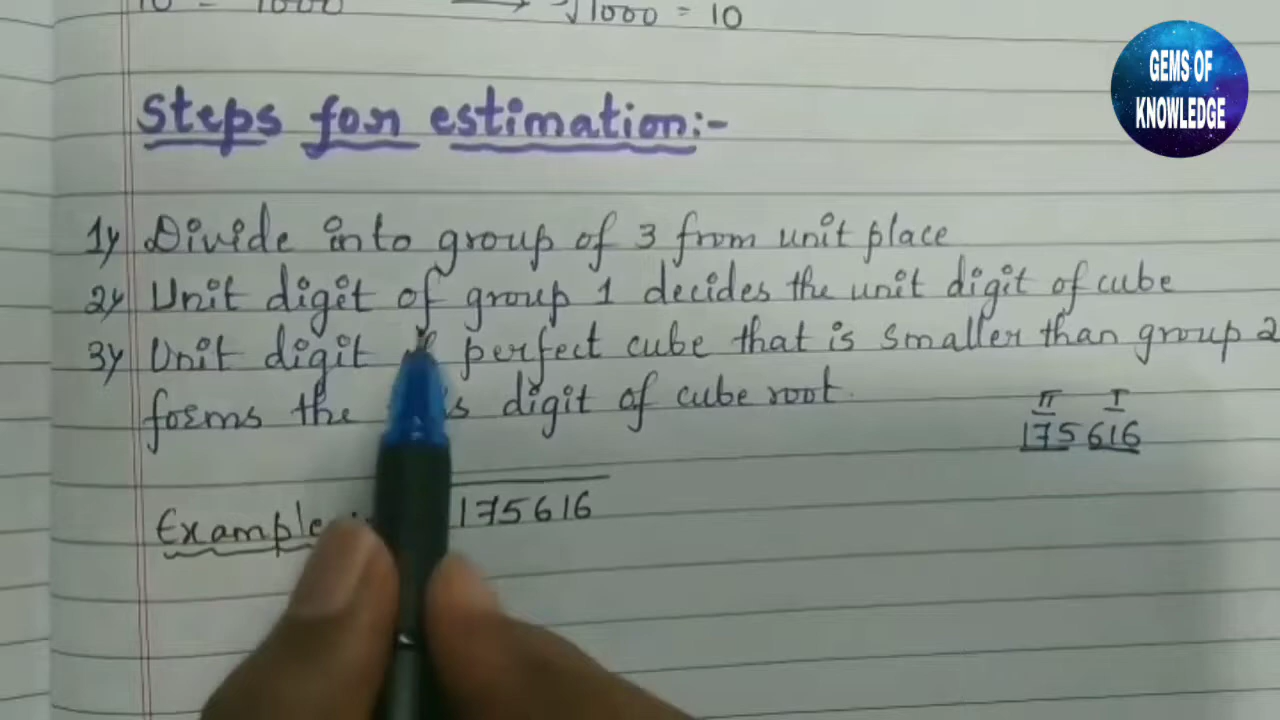 1000 → ∛1000 = 10
GEMS OF
KNOWLEDGE
Steps for estimation:-
1) Divide into group of 3 from unit place
2) Unit digit of group 1 decides the unit digit of cube
3) Unit digit perfect cube that is smaller than group 2
forms the digit of cube root.
II I
175 616
Example 175616